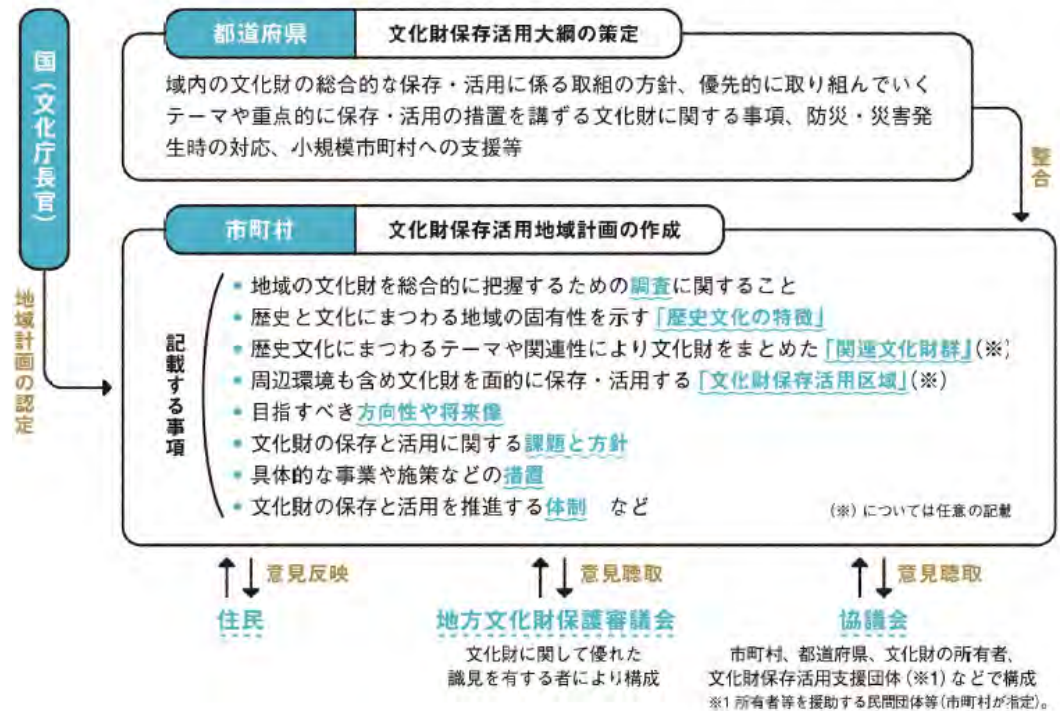 国(文化庁長官)
都道府県 文化財保存活用大綱の策定
域内の文化財の総合的な保存・活用に係る取組の方針、優先的に取り組んでいく
テーマや重点的に保存・活用の措置を講ずる文化財に関する事項、防災・災害発
生時の対応、小規模市町村への支援等
整合
市町村 文化財保存活用地域計画の作成
地域計画の認定
記載する事項
• 地域の文化財を総合的に把握するための調査に関すること
• 歴史と文化にまつわる地域の固有性を示す「歴史文化の特徴」
• 歴史文化にまつわるテーマや関連性により文化財をまとめた「関連文化財群」(※)
• 周辺環境も含め文化財を面的に保存・活用する「文化財保存活用区域」(※)
• 目指すべき方向性や将来像
• 文化財の保存と活用に関する課題と方針
• 具体的な事業や施策などの措置
• 文化財の保存と活用を推進する体制 など
(※)については任意の記載
意見反映
意見聴取
意見聴取
住民
地方文化財保護審議会
文化財に関して優れた
識見を有する者により構成
協議会
市町村、都道府県、文化財の所有者、
文化財保存活用支援団体(※1)などで構成
※1 所有者等を援助する民間団体等(市町村が指定)。